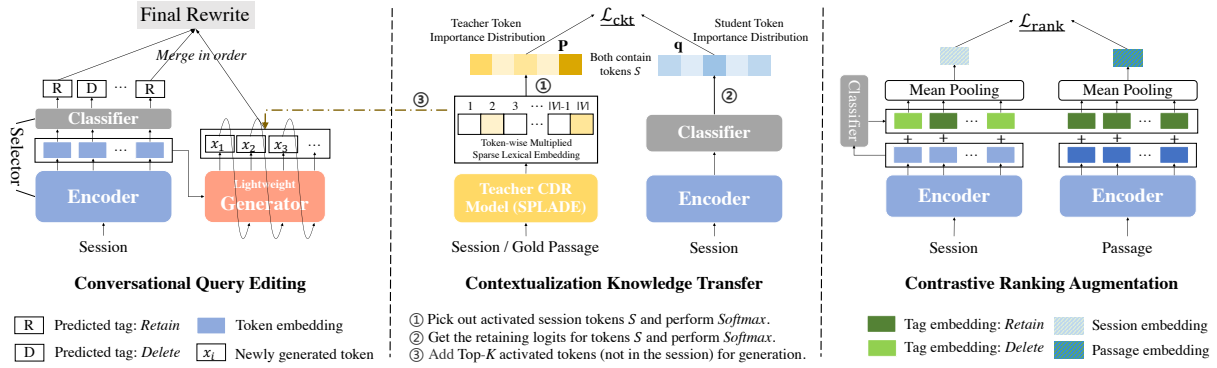 Final Rewrite
Merge in order
R
D
...
R
Classifier
Selector
Encoder
Session
x1
x2
x3
...
Lightweight
Generator
Conversational Query Editing
R Predicted tag: Retain
Token embedding
D Predicted tag: Delete
xi Newly generated token
Lckt
Teacher Token
Importance Distribution
P
Student Token
Importance Distribution
q
Both contain
tokens S
①
②
③
1 2 3 ... |V|-1 |V|
...
Token-wise Multiplied
Sparse Lexical Embedding
Teacher CDR
Model (SPLADE)
Session / Gold Passage
Classifier
Encoder
Session
Contextualization Knowledge Transfer
① Pick out activated session tokens S and perform Softmax.
② Get the retaining logits for tokens S and perform Softmax.
③ Add Top-K activated tokens (not in the session) for generation.
Lrank
Mean Pooling
Mean Pooling
Classifier
...
...
+ + + + + +
...
...
Encoder
Encoder
Session
Passage
Contrastive Ranking Augmentation
Tag embedding: Retain
Session embedding
Tag embedding: Delete
Passage embedding